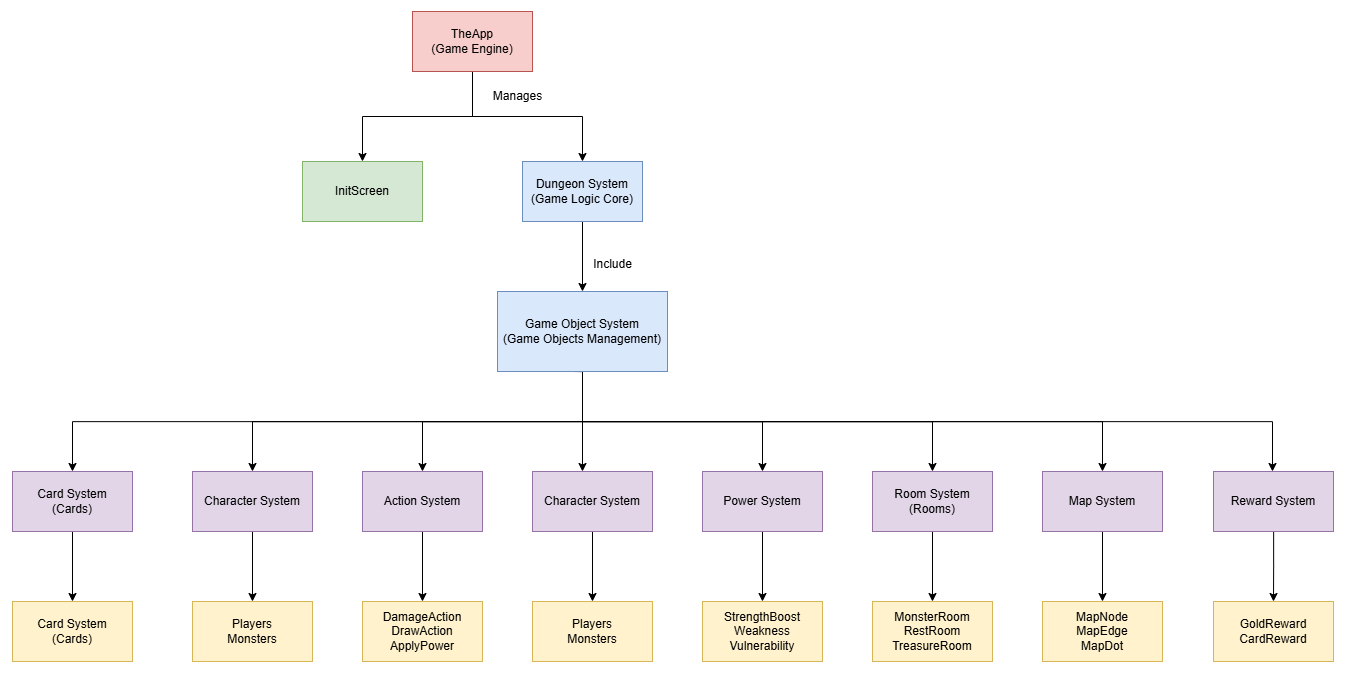 TheApp
(Game Engine)
Manages
InitScreen
Dungeon System
(Game Logic Core)
Include
Game Object System
(Game Objects Management)
Card System
(Cards)
Character System
Action System
Character System
Power System
Room System
(Rooms)
Map System
Reward System
Card System
(Cards)
Players
Monsters
DamageAction
DrawAction
ApplyPower
Players
Monsters
StrengthBoost
Weakness
Vulnerability
MonsterRoom
RestRoom
TreasureRoom
MapNode
MapEdge
MapDot
GoldReward
CardReward